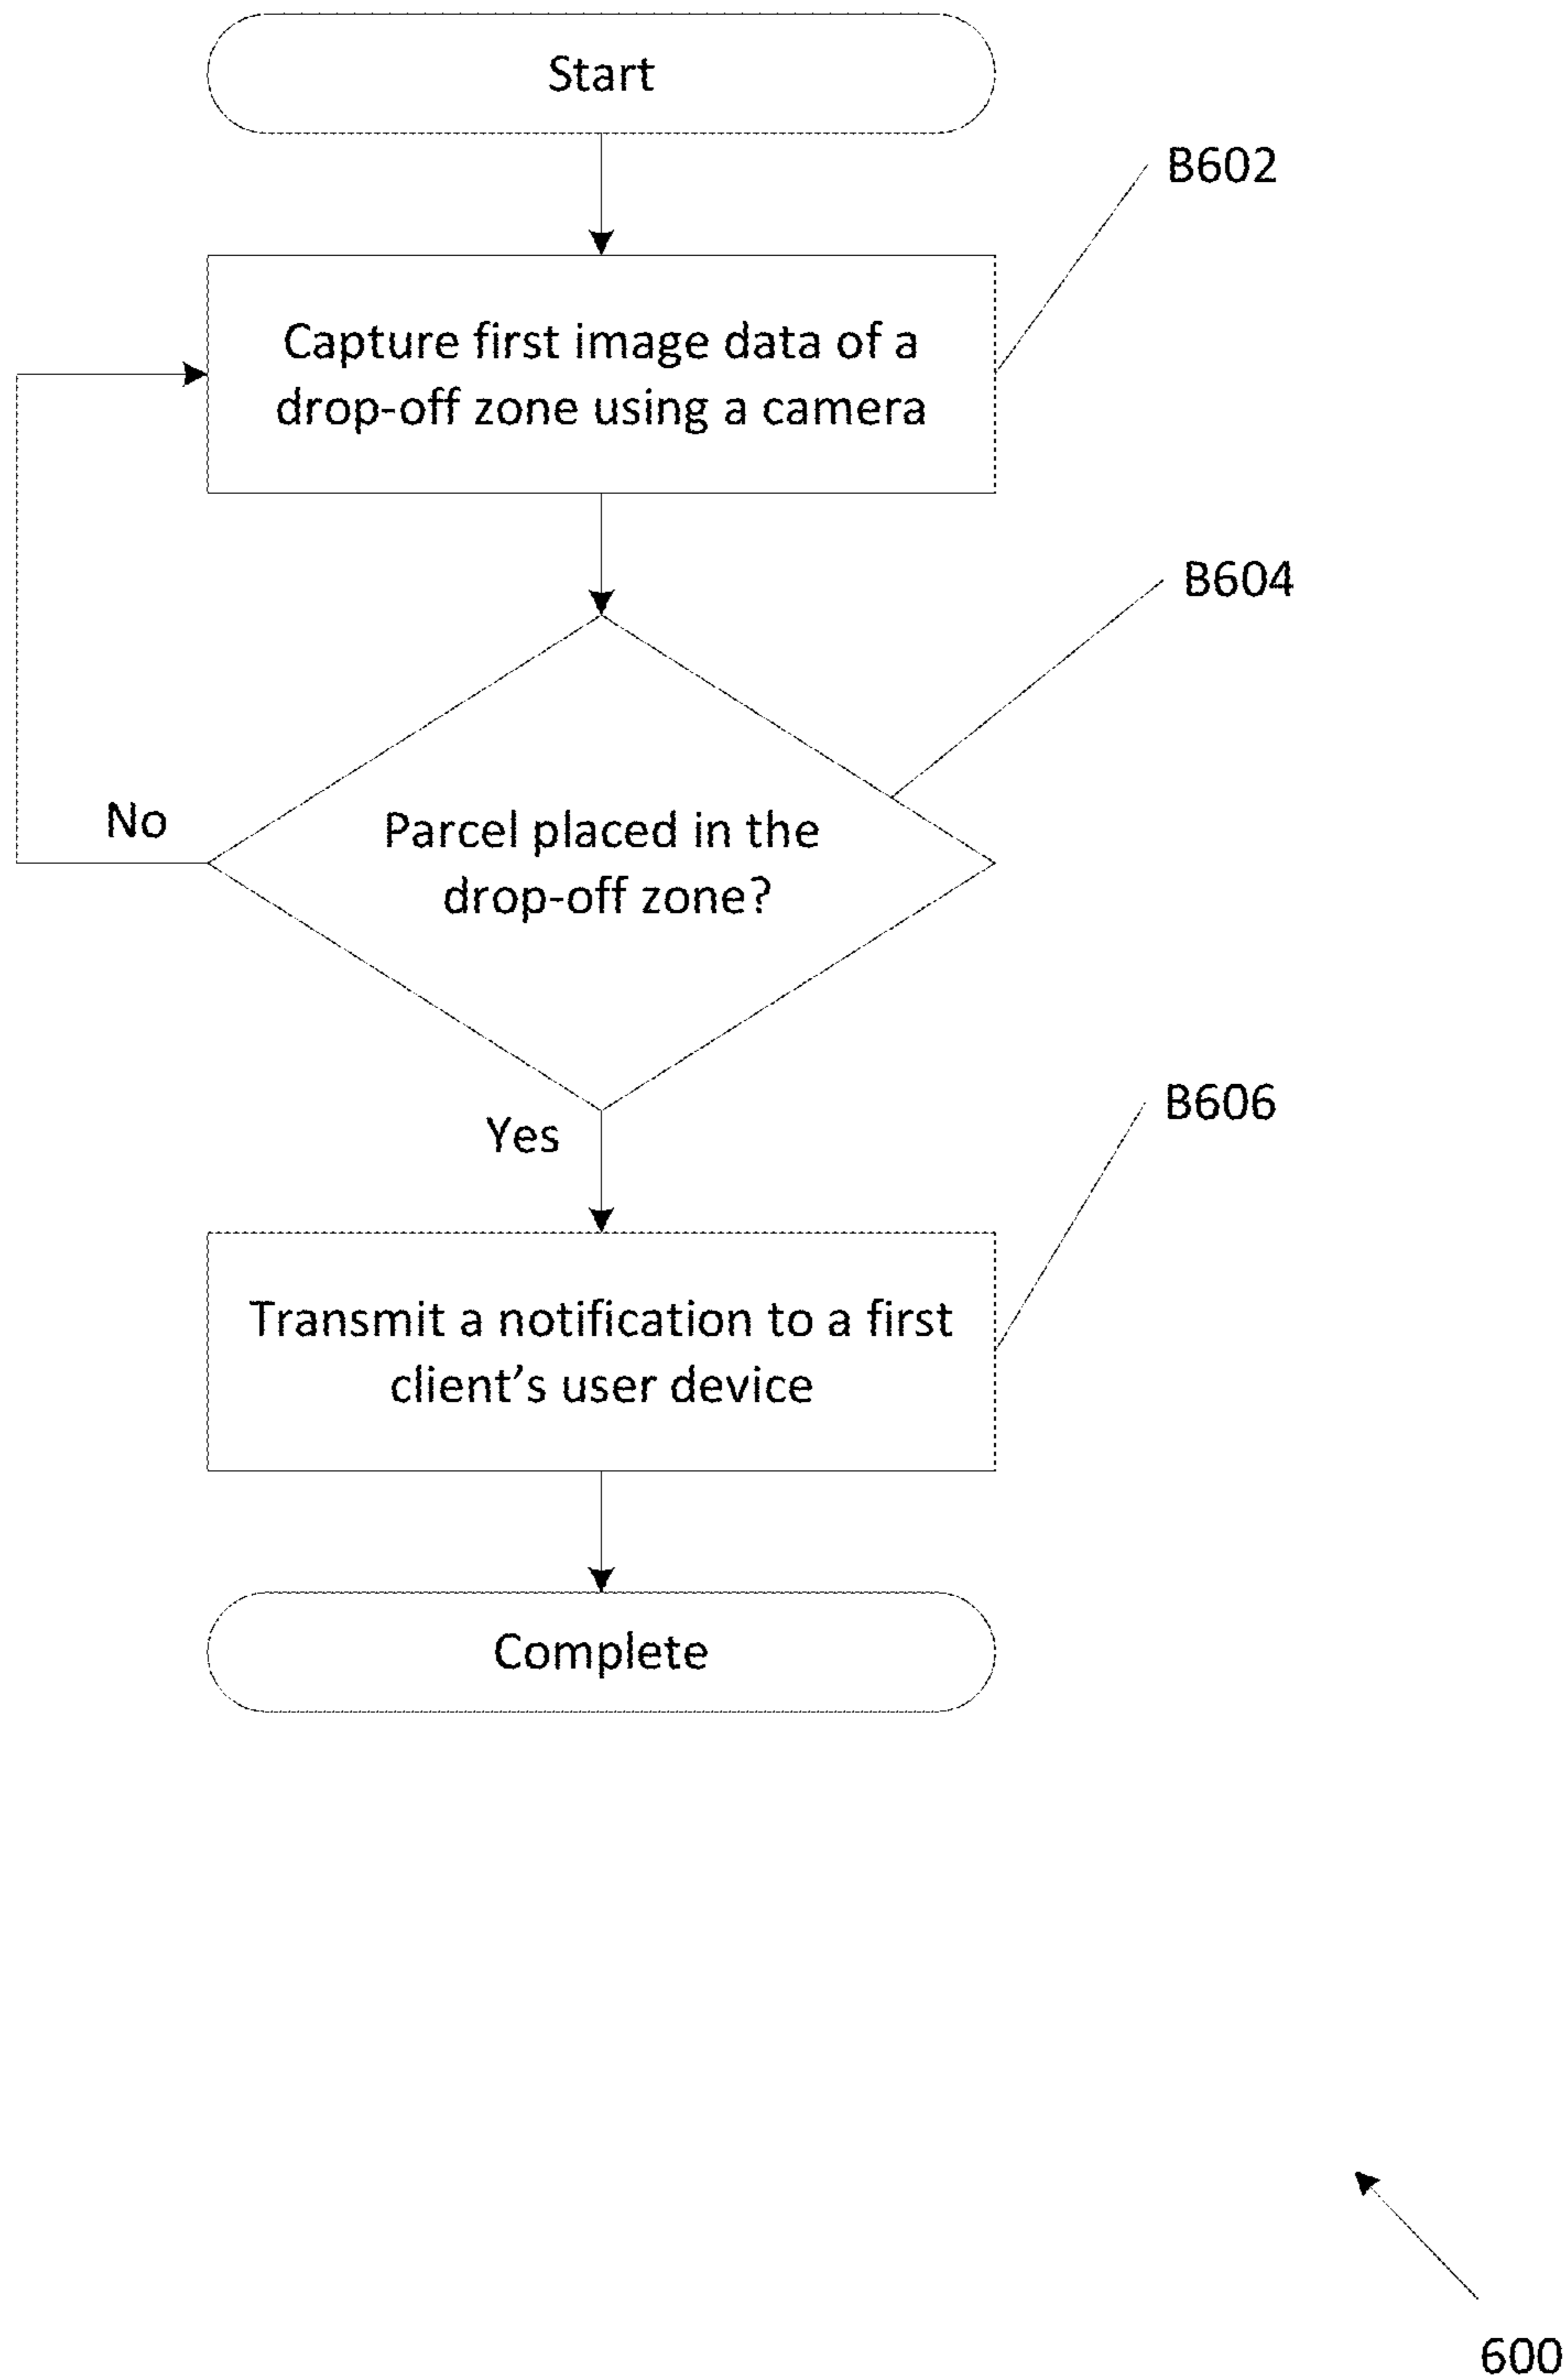 Start
B602
Capture first image data of a
drop-off zone using a camera
B604
No
Parcel placed in the
drop-off zone?
Yes
B606
Transmit a notification to a first
client’s user device
Complete
600